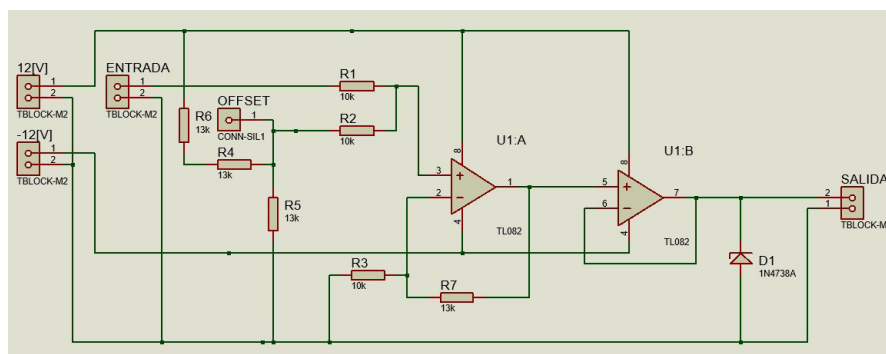 12[V]
1
2
TBLOCK-M2
ENTRADA
1
2
TBLOCK-M2
-12[V]
1
2
TBLOCK-M2
R6
13k
OFFSET
1
CONN-SIL1
R4
13k
R5
13k
R1
10k
R2
10k
U1:A
8
3
2
1
4
TL082
U1:B
8
5
6
7
4
TL082
R3
10k
R7
13k
D1
1N4738A
SALIDA
2
1
TBLOCK-M